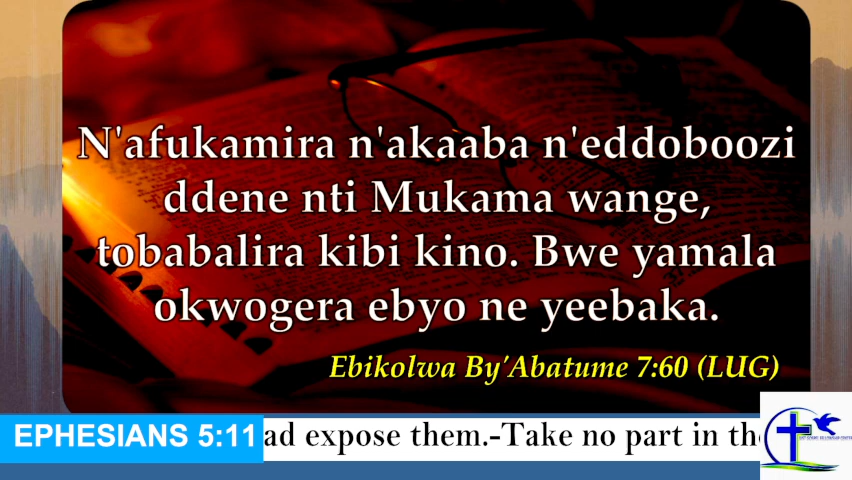 N'afukamira n'akaaba n'eddoboozi
ddene nti Mukama wange,
tobabalira kibi kino. Bwe yamala
okwogera ebyo ne yeebaka.
Ebikolwa By'Abatume 7:60 (LUG)
EPHESIANS 5:11
expose them.-Take no part in